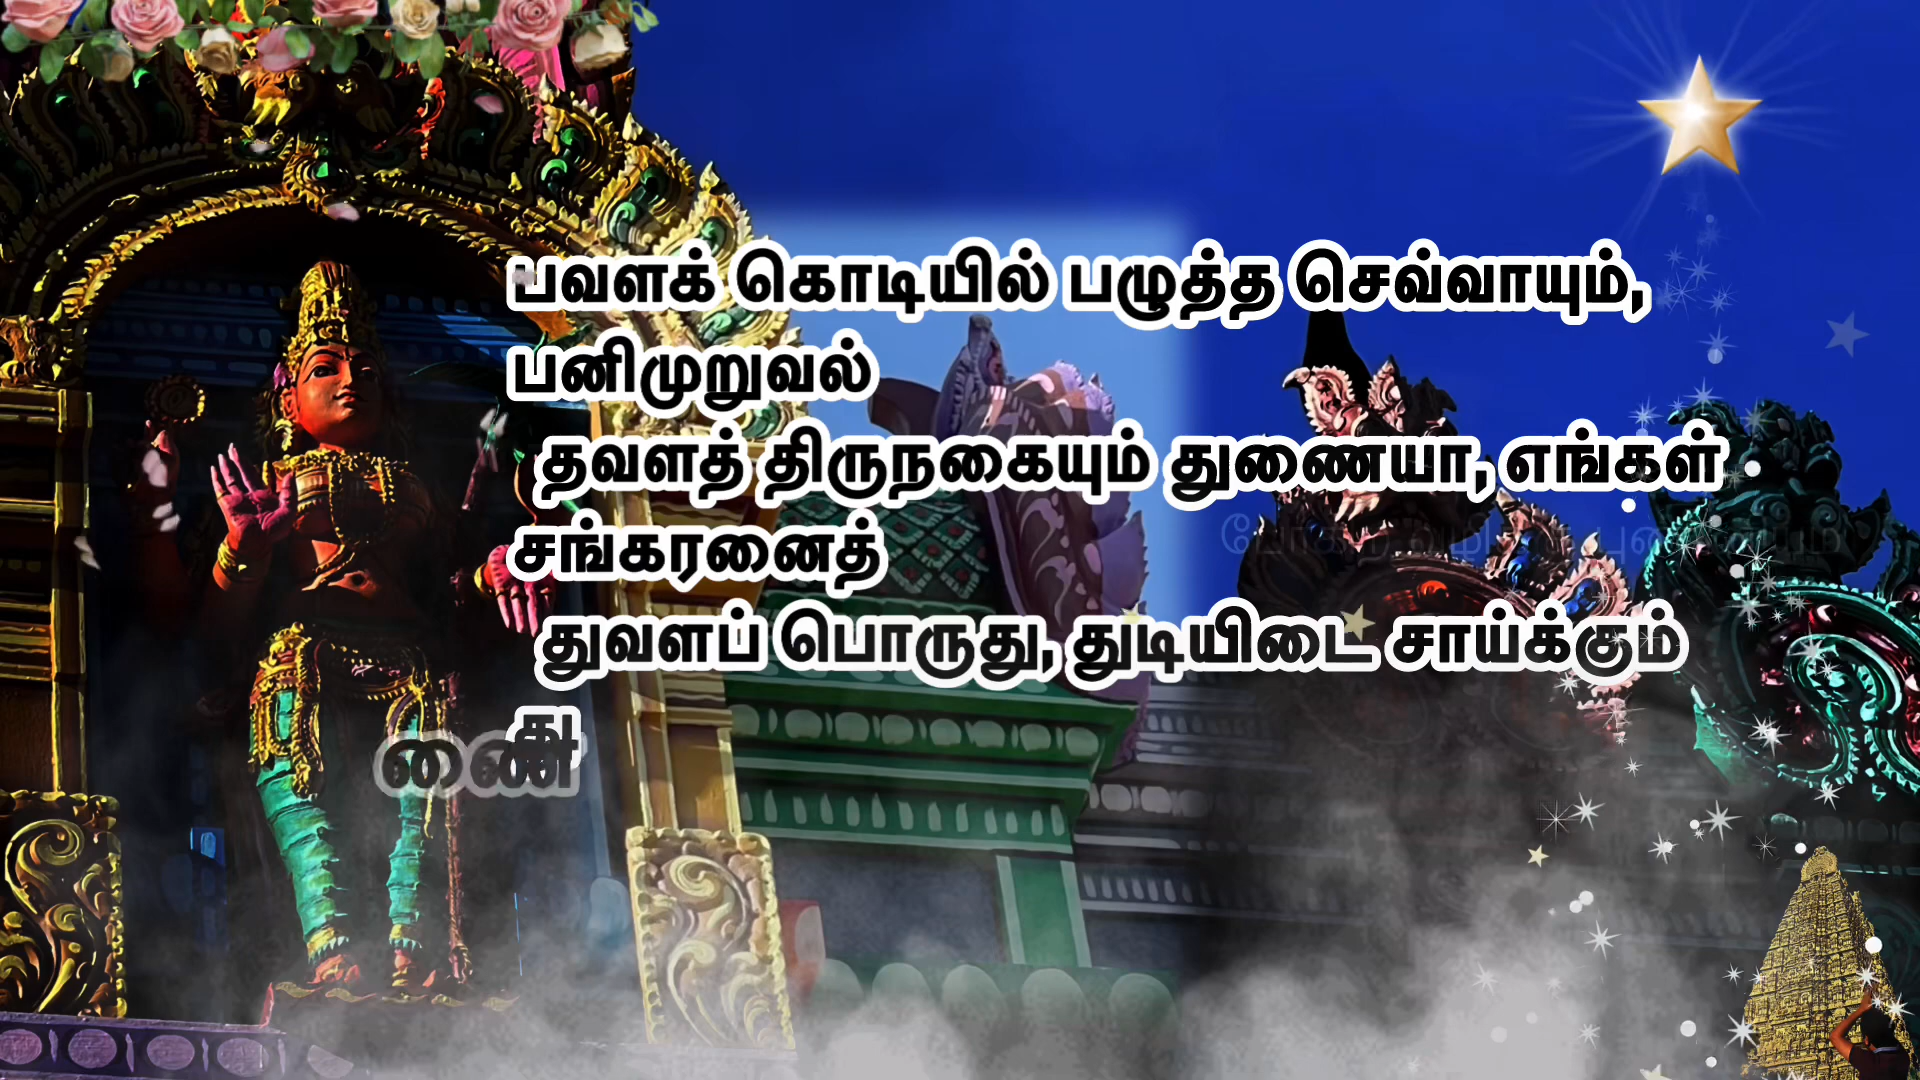 பவளக் கொடியில் பழுத்த செவ்வாயும்,
பனிமுறுவல்
தவளத் திருநகையும் துணையா, எங்கள்
சங்கரனைத்
துவளப் பொருது, துடியிடை சாய்க்கும்
து
ணை